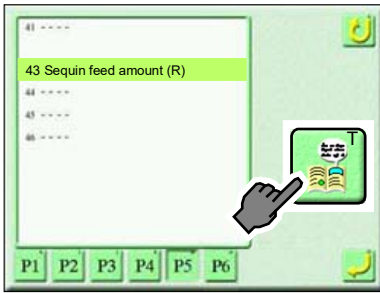 41 ----
43 Sequin feed amount (R)
44 ----
45 ----
46 ----
T
P1 P2 P3 P4 P5 P6